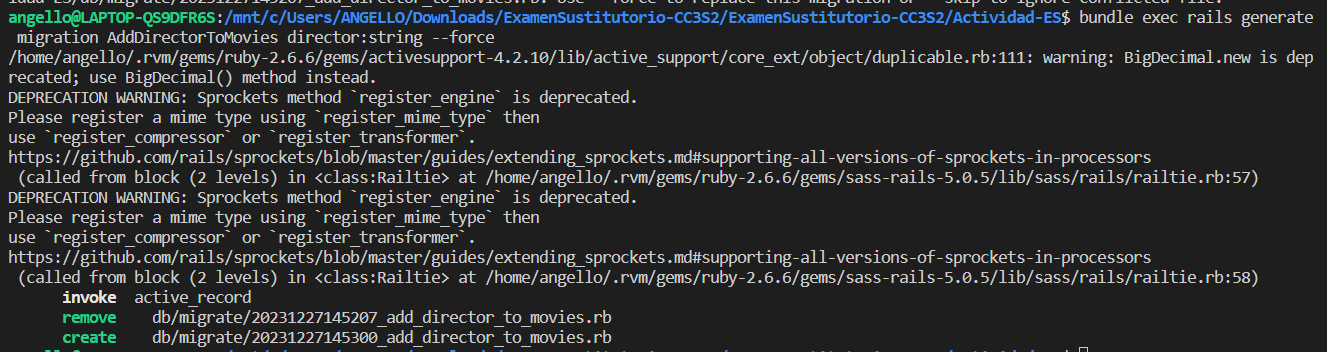 angello@LAPTOP-QS9DFR6S:/mnt/c/Users/ANGELLO/Downloads/ExamenSustitutorio-CC3S2/ExamenSustitutorio-CC3S2/Actividad-ES$ bundle exec rails generate
 migration AddDirectorToMovies director:string --force
/home/angello/.rvm/gems/ruby-2.6.6/gems/activesupport-4.2.10/lib/active_support/core_ext/object/duplicable.rb:111: warning: BigDecimal.new is dep
recated; use BigDecimal() method instead.
DEPRECATION WARNING: Sprockets method `register_engine` is deprecated.
Please register a mime type using `register_mime_type` then
use `register_compressor` or `register_transformer`.
https://github.com/rails/sprockets/blob/master/guides/extending_sprockets.md#supporting-all-versions-of-sprockets-in-processors
 (called from block (2 levels) in <class:Railtie> at /home/angello/.rvm/gems/ruby-2.6.6/gems/sass-rails-5.0.5/lib/sass/rails/railtie.rb:57)
DEPRECATION WARNING: Sprockets method `register_engine` is deprecated.
Please register a mime type using `register_mime_type` then
use `register_compressor` or `register_transformer`.
https://github.com/rails/sprockets/blob/master/guides/extending_sprockets.md#supporting-all-versions-of-sprockets-in-processors
 (called from block (2 levels) in <class:Railtie> at /home/angello/.rvm/gems/ruby-2.6.6/gems/sass-rails-5.0.5/lib/sass/rails/railtie.rb:58)
      invoke  active_record
      remove    db/migrate/20231227145207_add_director_to_movies.rb
      create    db/migrate/20231227145300_add_director_to_movies.rb